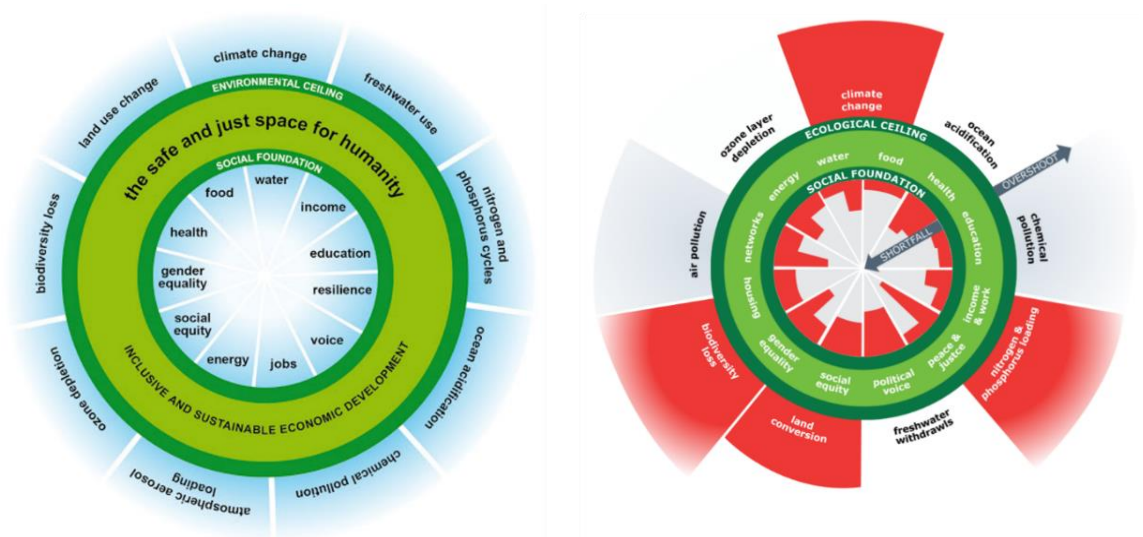 climate change
freshwater use
nitrogen and
phosphorus cycles
ocean acidification
chemical pollution
atmospheric aerosol
loading
ozone depletion
biodiversity loss
land use change
ENVIRONMENTAL CEILING
the safe and just space for humanity
SOCIAL FOUNDATION
water
income
education
resilience
voice
jobs
energy
social
equity
gender
equality
health
food
INCLUSIVE AND SUSTAINABLE ECONOMIC DEVELOPMENT
climate
change
ocean
acidification
chemical
pollution
nitrogen &
phosphorus loading
freshwater
withdrawls
land
conversion
biodiversity
loss
air pollution
ozone layer
depletion
ECOLOGICAL CEILING
OVERSHOOT
water
food
health
education
income
& work
peace &
justce
political
voice
social
equity
gender
equality
housing
networks
energy
SOCIAL FOUNDATION
SHORTFALL